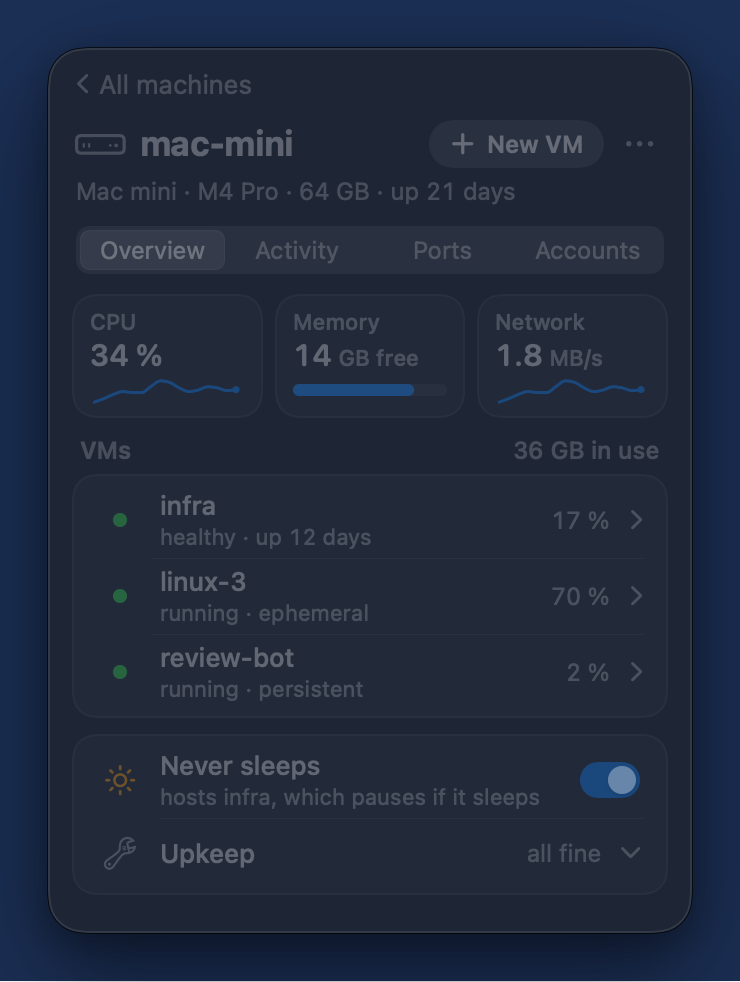 All machines
mac-mini
New VM
Mac mini · M4 Pro · 64 GB · up 21 days
Overview
Activity
Ports
Accounts
CPU
34 %
Memory
14 GB free
Network
1.8 MB/s
VMs
36 GB in use
infra
healthy · up 12 days
17 %
linux-3
running · ephemeral
70 %
review-bot
running · persistent
2 %
Never sleeps
hosts infra, which pauses if it sleeps
Upkeep
all fine